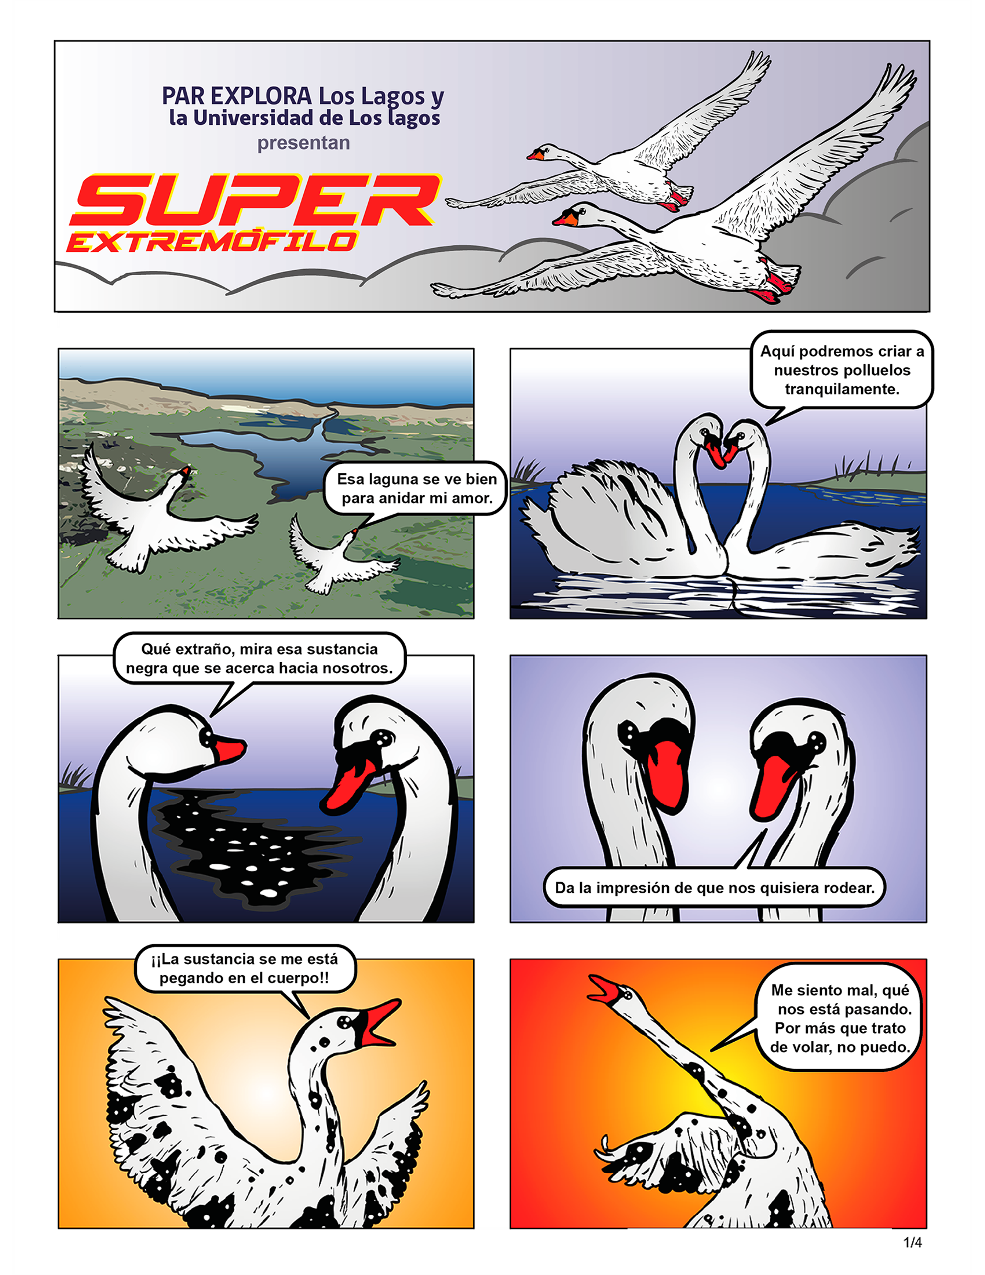 PAR EXPLORA Los Lagos y
la Universidad de Los lagos
presentan
SUPER
EXTREMÓFILO
Esa laguna se ve bien
para anidar mi amor.
Aquí podremos criar a
nuestros polluelos
tranquilamente.
Qué extraño, mira esa sustancia
negra que se acerca hacia nosotros.
Da la impresión de que nos quisiera rodear.
¡¡La sustancia se me está
pegando en el cuerpo!!
Me siento mal, qué
nos está pasando.
Por más que trato
de volar, no puedo.
1/4